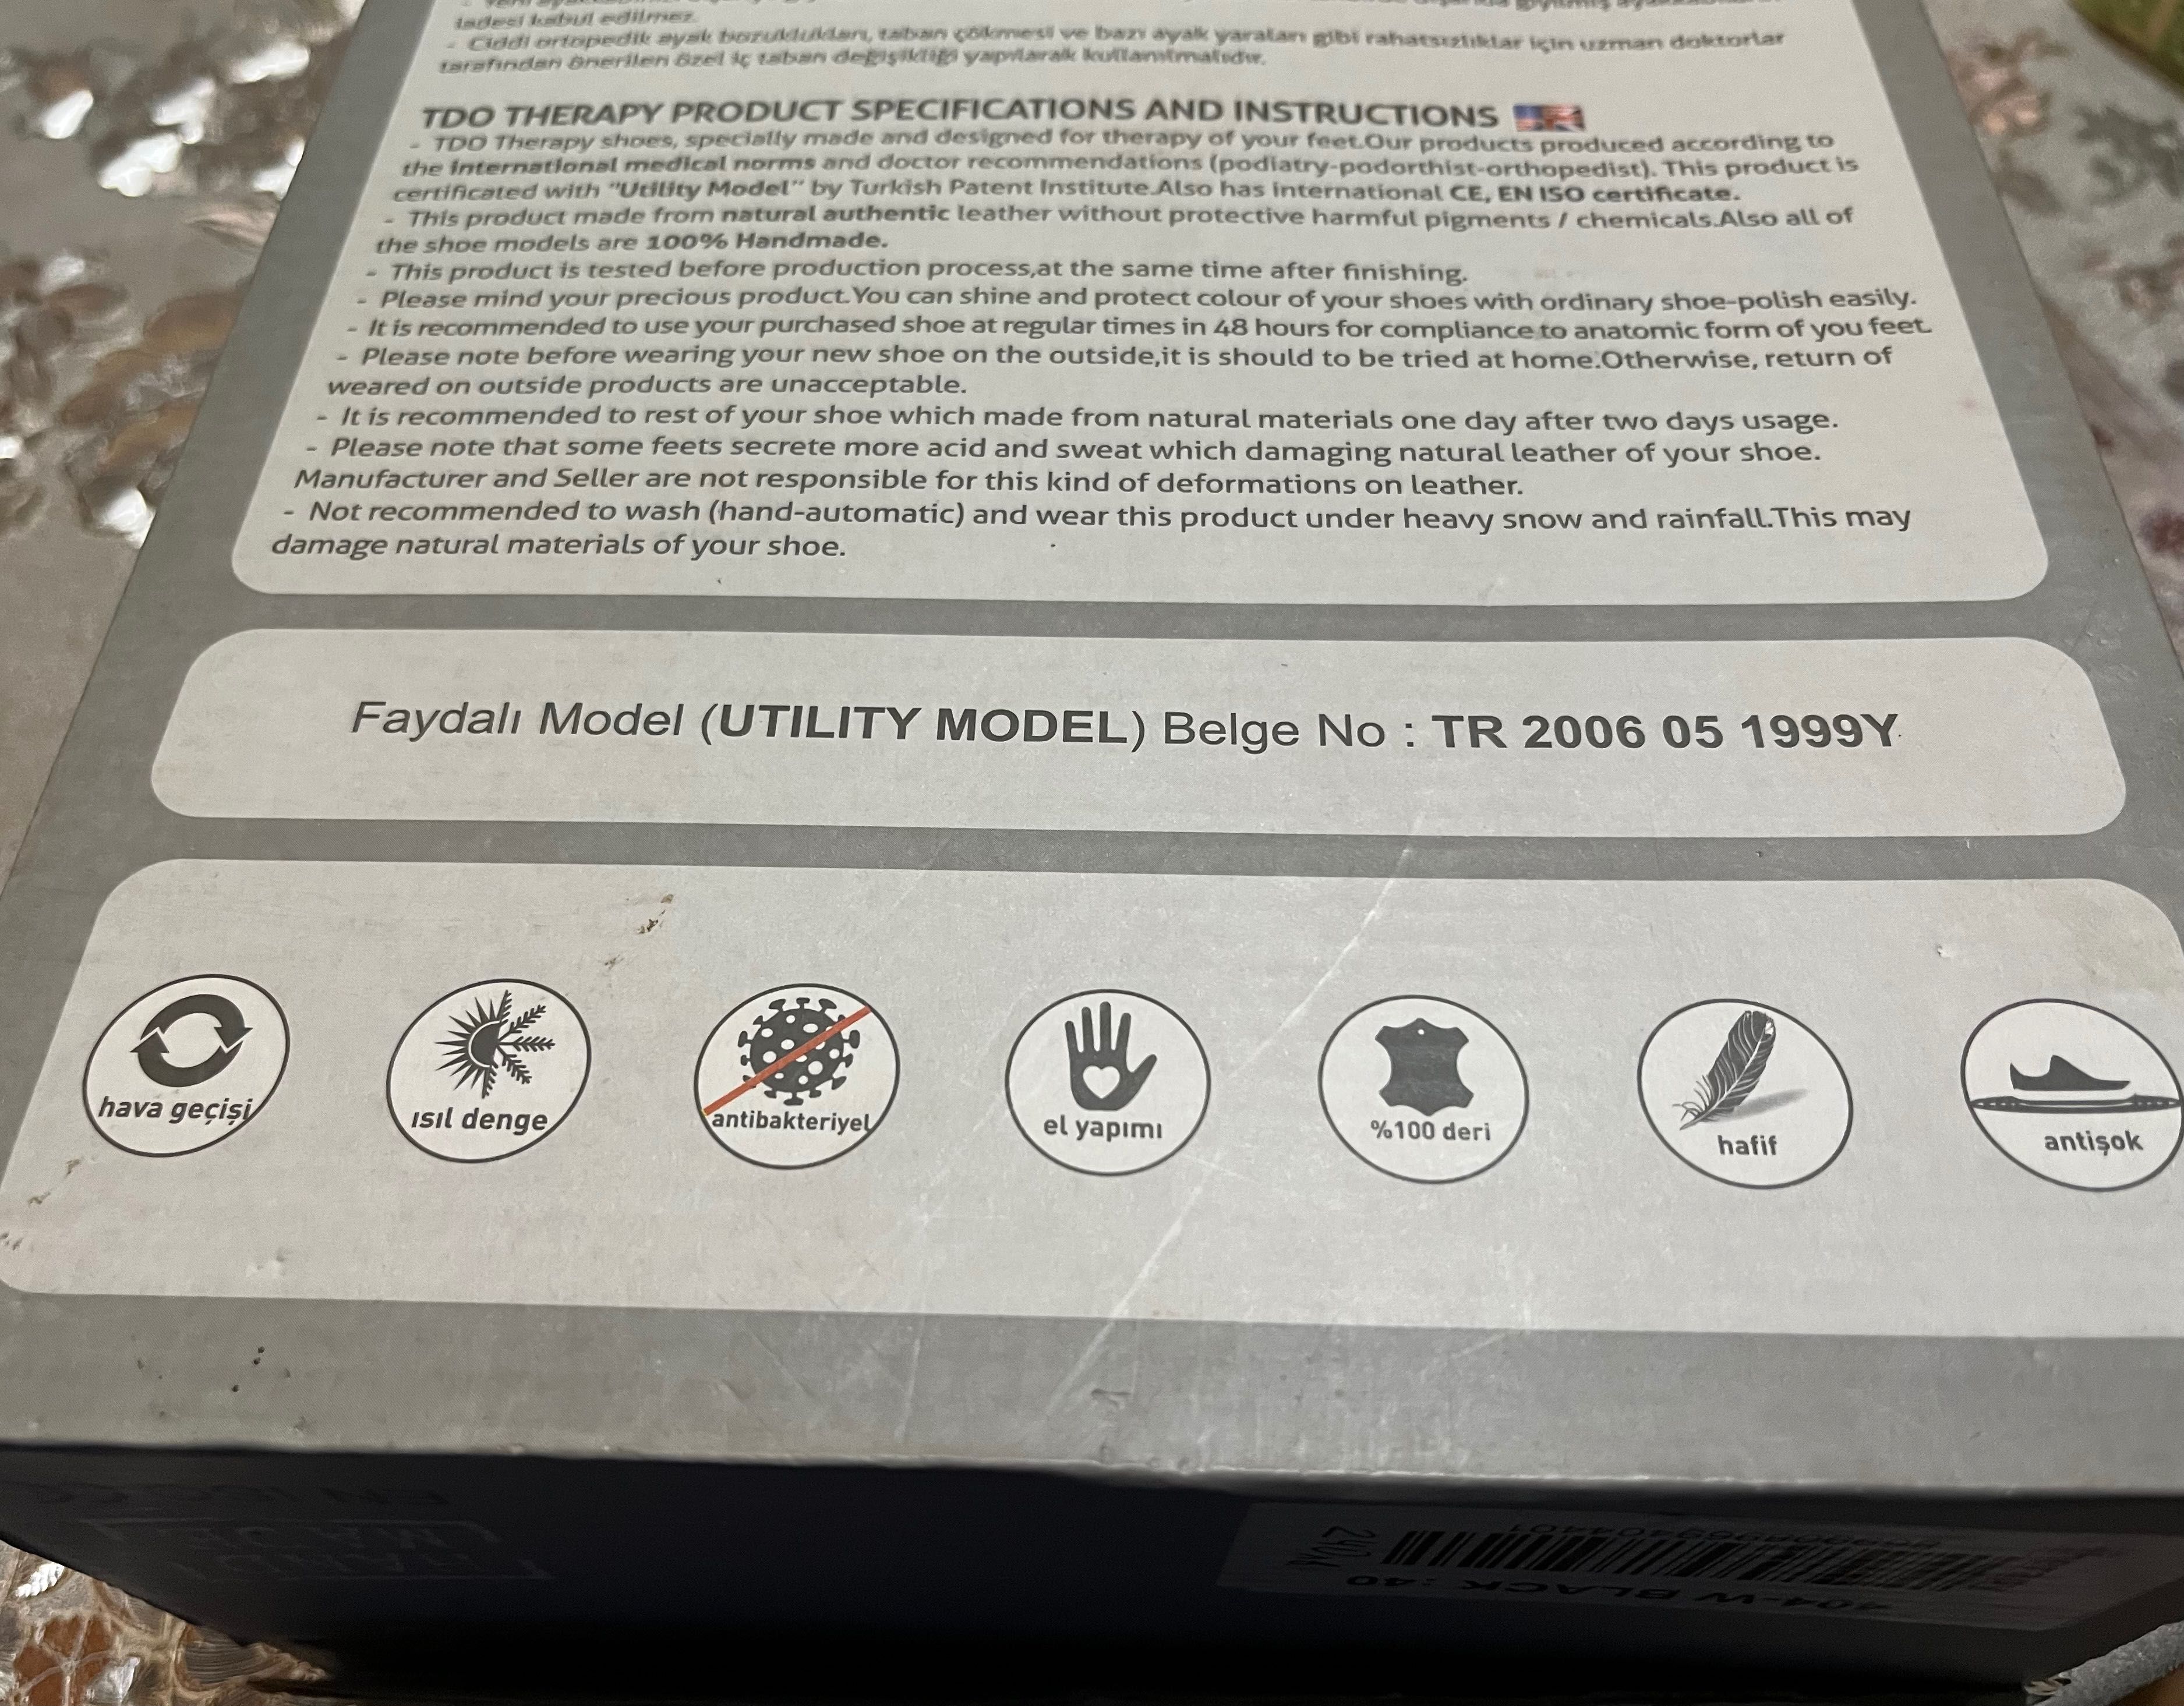 iadesi kabul edilmez.
- Ciddi ortopedik ayak bozuklukları, taban çökmesi ve bazı ayak yaraları gibi rahatsızlıklar için uzman doktorlar
tarafından önerilen özel iç taban değişikliği yapılarak kullanılmalıdır.
TDO THERAPY PRODUCT SPECIFICATIONS AND INSTRUCTIONS
- TDO Therapy shoes, specially made and designed for therapy of your feet.Our products produced according to
the international medical norms and doctor recommendations (podiatry-podorthist-orthopedist). This product is
certificated with "Utility Model" by Turkish Patent Institute.Also has international CE, EN ISO certificate.
- This product made from natural authentic leather without protective harmful pigments / chemicals.Also all of
the shoe models are 100% Handmade.
- This product is tested before production process,at the same time after finishing.
- Please mind your precious product.You can shine and protect colour of your shoes with ordinary shoe-polish easily.
- It is recommended to use your purchased shoe at regular times in 48 hours for compliance to anatomic form of you feet.
- Please note before wearing your new shoe on the outside,it is should to be tried at home.Otherwise, return of
weared on outside products are unacceptable.
- It is recommended to rest of your shoe which made from natural materials one day after two days usage.
- Please note that some feets secrete more acid and sweat which damaging natural leather of your shoe.
Manufacturer and Seller are not responsible for this kind of deformations on leather.
- Not recommended to wash (hand-automatic) and wear this product under heavy snow and rainfall.This may
damage natural materials of your shoe.
Faydalı Model (UTILITY MODEL) Belge No : TR 2006 05 1999Y
hava geçişi
ısıl denge
antibakteriyel
el yapımı
%100 deri
hafif
antişok
404-W BLACK : 40